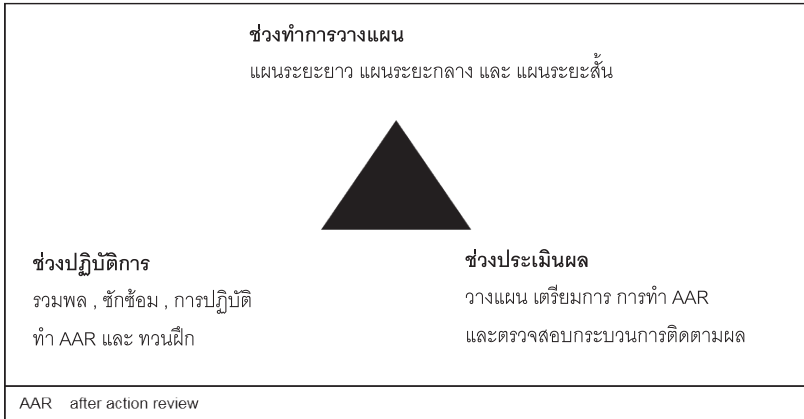 ช่วงทำการวางแผน
แผนระยะยาว แผนระยะกลาง และ แผนระยะสั้น
ช่วงปฏิบัติการ
รวมพล , ซักซ้อม , การปฏิบัติ
ทำ AAR และ ทวนฝึก
ช่วงประเมินผล
วางแผน เตรียมการ การทำ AAR
และตรวจสอบกระบวนการติดตามผล
AAR after action review